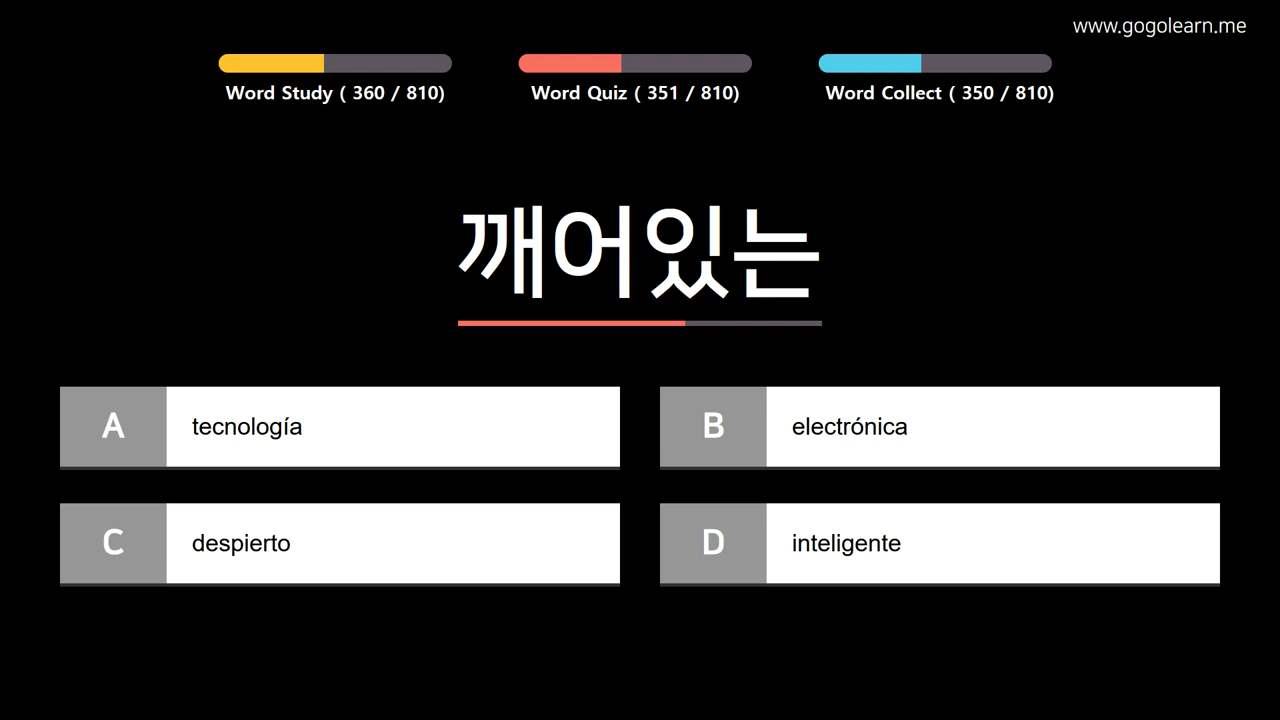 www.gogolearn.me
Word Study ( 360 / 810)
Word Quiz ( 351 / 810)
Word Collect ( 350 / 810)
깨어있는
A tecnología
B electrónica
C despierto
D inteligente